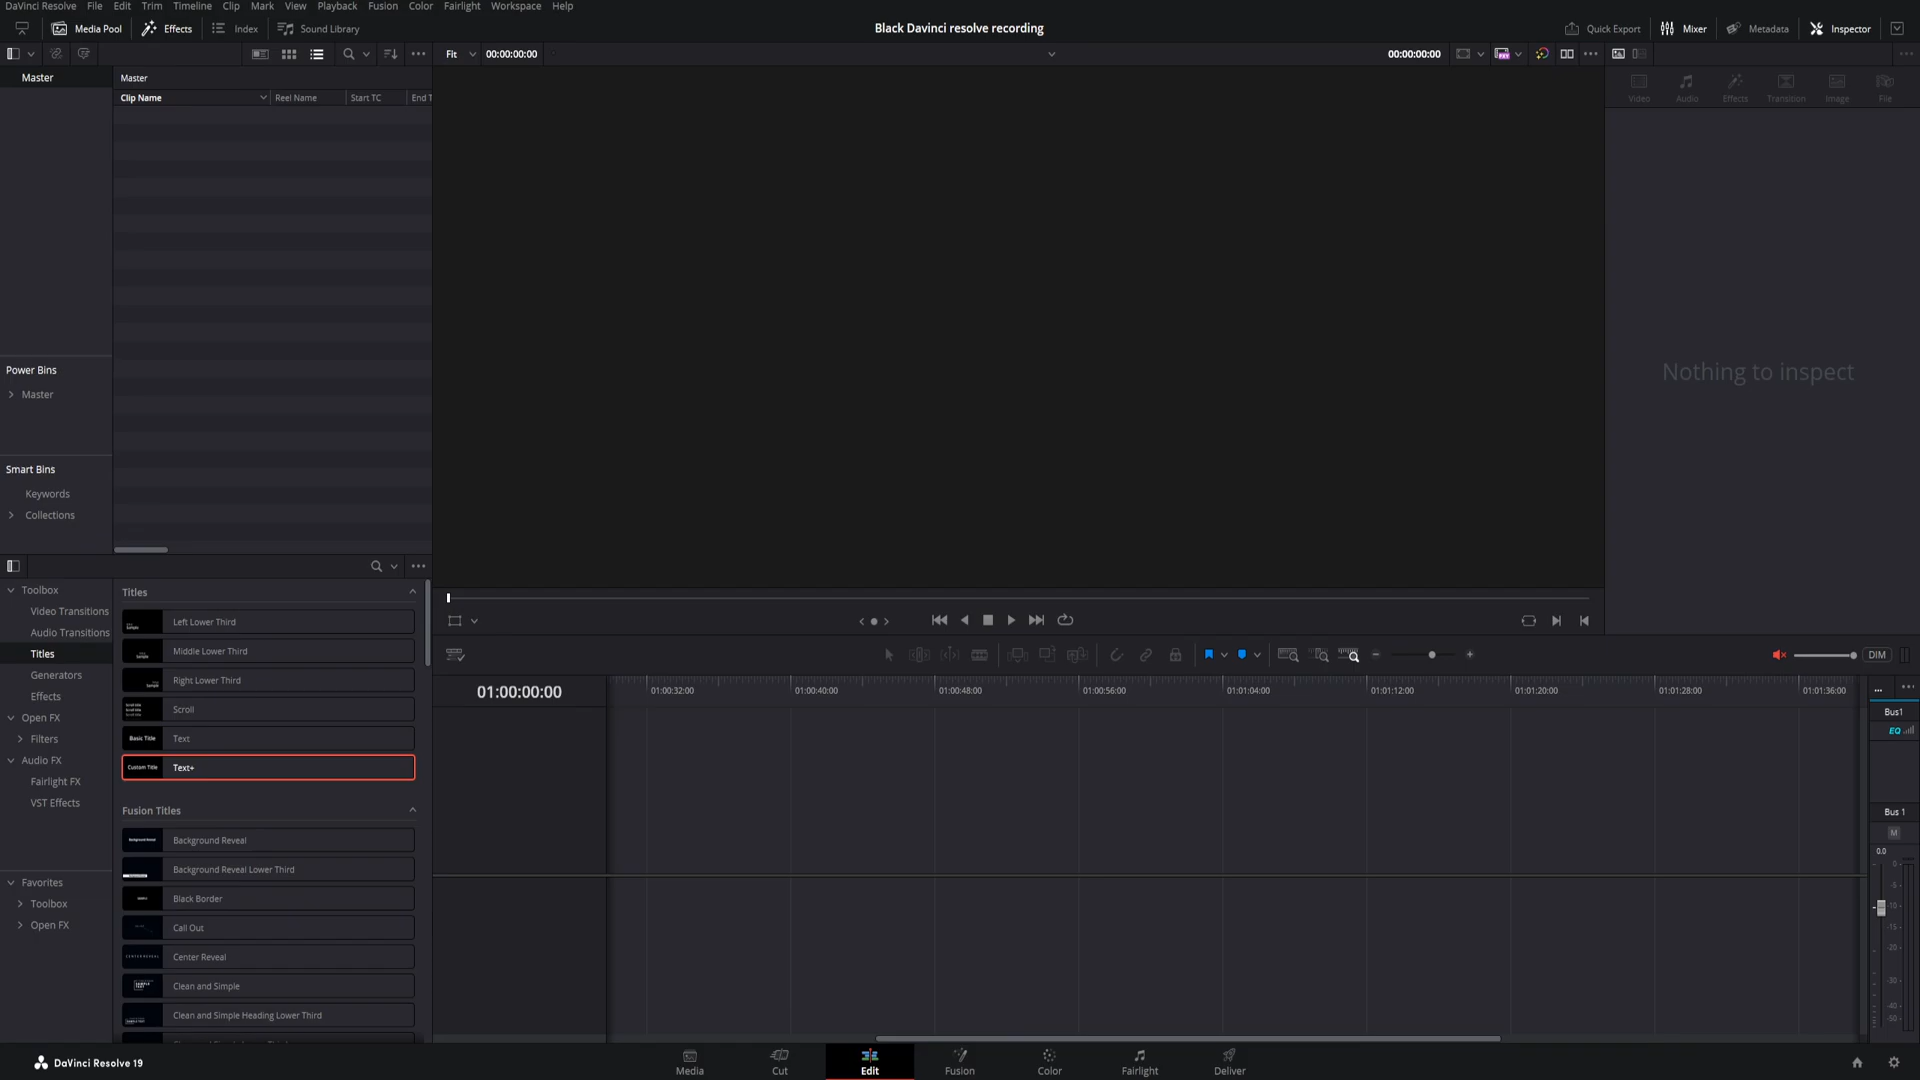 DaVinci Resolve File Edit Trim Timeline Clip Mark View Playback Fusion Color Fairlight Workspace Help
Media Pool Effects Index Sound Library Black Davinci resolve recording Quick Export Mixer Metadata Inspector
Fit 00:00:00:00 00:00:00:00
Master Master
Clip Name Reel Name Start TC End T
Video Audio Effects Transition Image File
Nothing to inspect
Power Bins
Master
Smart Bins
Keywords
Collections
Toolbox
Video Transitions
Audio Transitions
Titles
Generators
Effects
Open FX
Filters
Audio FX
Fairlight FX
VST Effects
Favorites
Toolbox
Open FX
Titles
Left Lower Third
Middle Lower Third
Right Lower Third
Scroll
Basic Title Text
Custom Title Text+
Fusion Titles
Background Reveal
Background Reveal Lower Third
Black Border
Call Out
Center Reveal
Clean and Simple
Clean and Simple Heading Lower Third
DIM
01:00:00:00 01:00:32:00 01:00:40:00 01:00:48:00 01:00:56:00 01:01:04:00 01:01:12:00 01:01:20:00 01:01:28:00 01:01:36:00
Bus1
EQ
Bus 1
M
0.0
0
-5
-10
-15
-20
-30
-40
-50
DaVinci Resolve 19
Media Cut Edit Fusion Color Fairlight Deliver